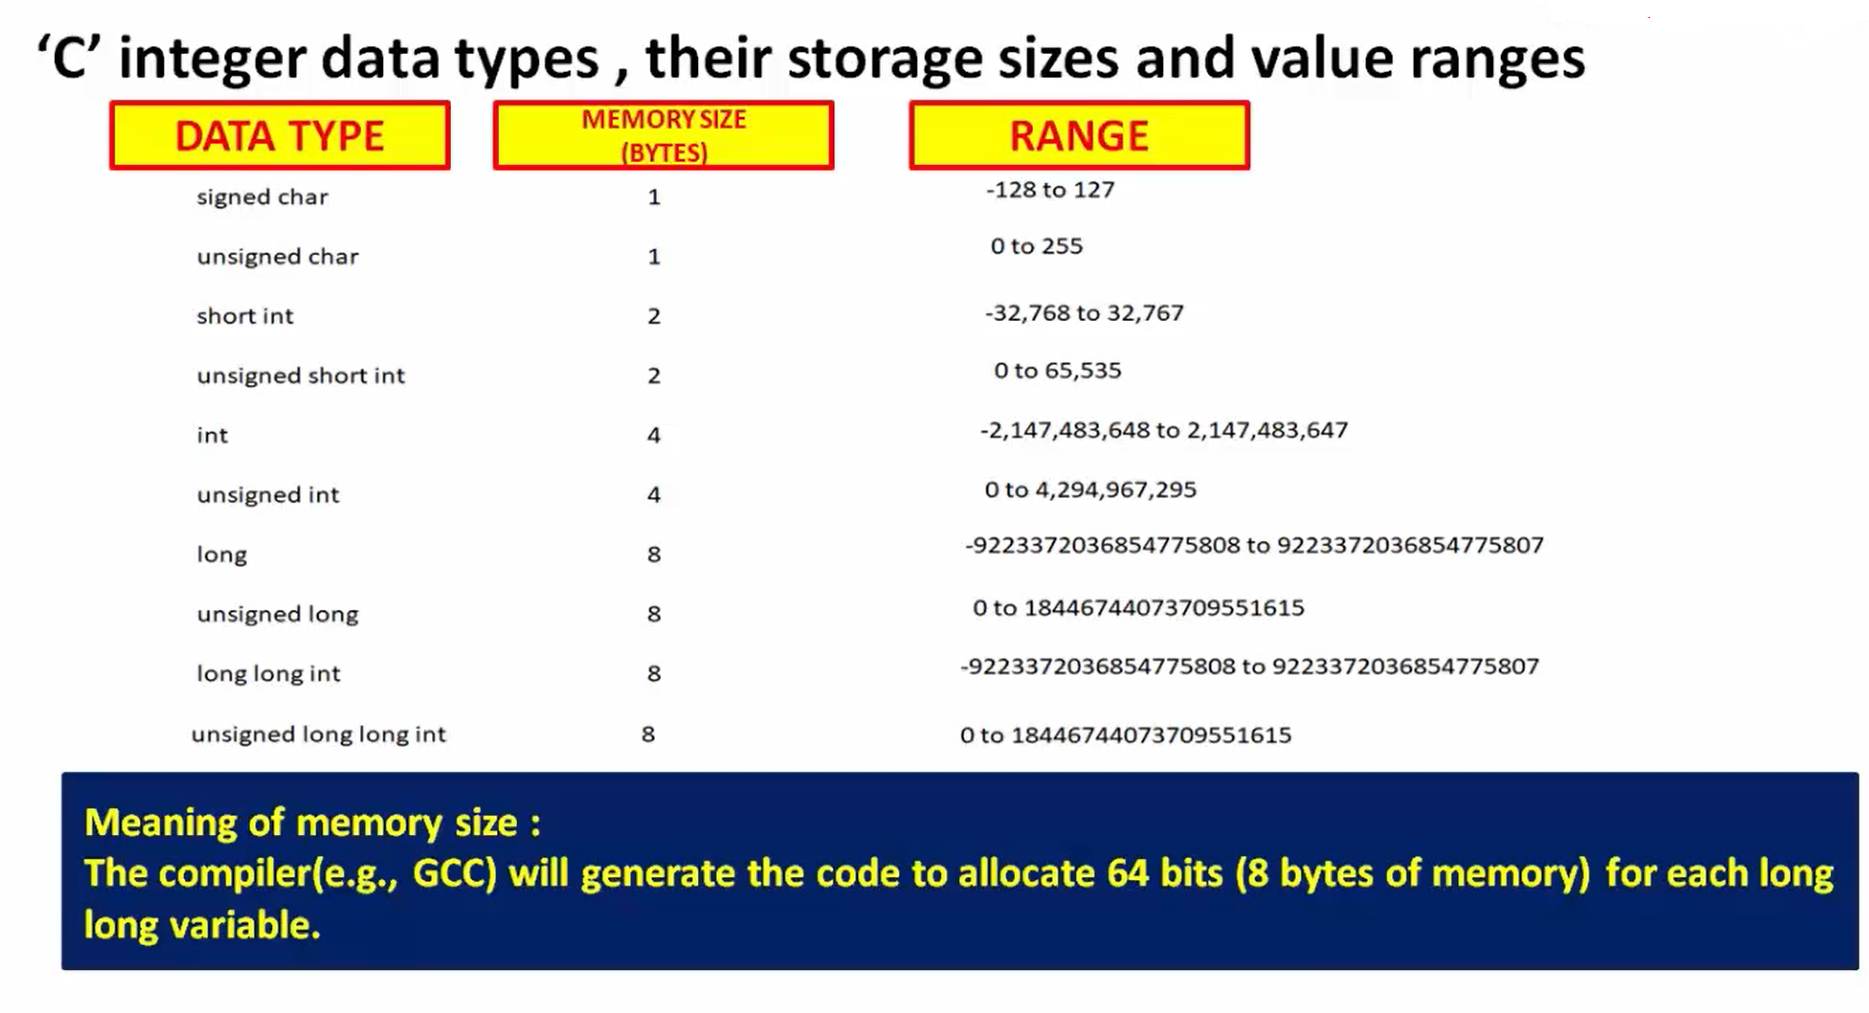 ‘C’ integer data types , their storage sizes and value ranges
DATA TYPE MEMORY SIZE (BYTES) RANGE
signed char 1 -128 to 127
unsigned char 1 0 to 255
short int 2 -32,768 to 32,767
unsigned short int 2 0 to 65,535
int 4 -2,147,483,648 to 2,147,483,647
unsigned int 4 0 to 4,294,967,295
long 8 -9223372036854775808 to 9223372036854775807
unsigned long 8 0 to 18446744073709551615
long long int 8 -9223372036854775808 to 9223372036854775807
unsigned long long int 8 0 to 18446744073709551615
Meaning of memory size :
The compiler(e.g., GCC) will generate the code to allocate 64 bits (8 bytes of memory) for each long
long variable.